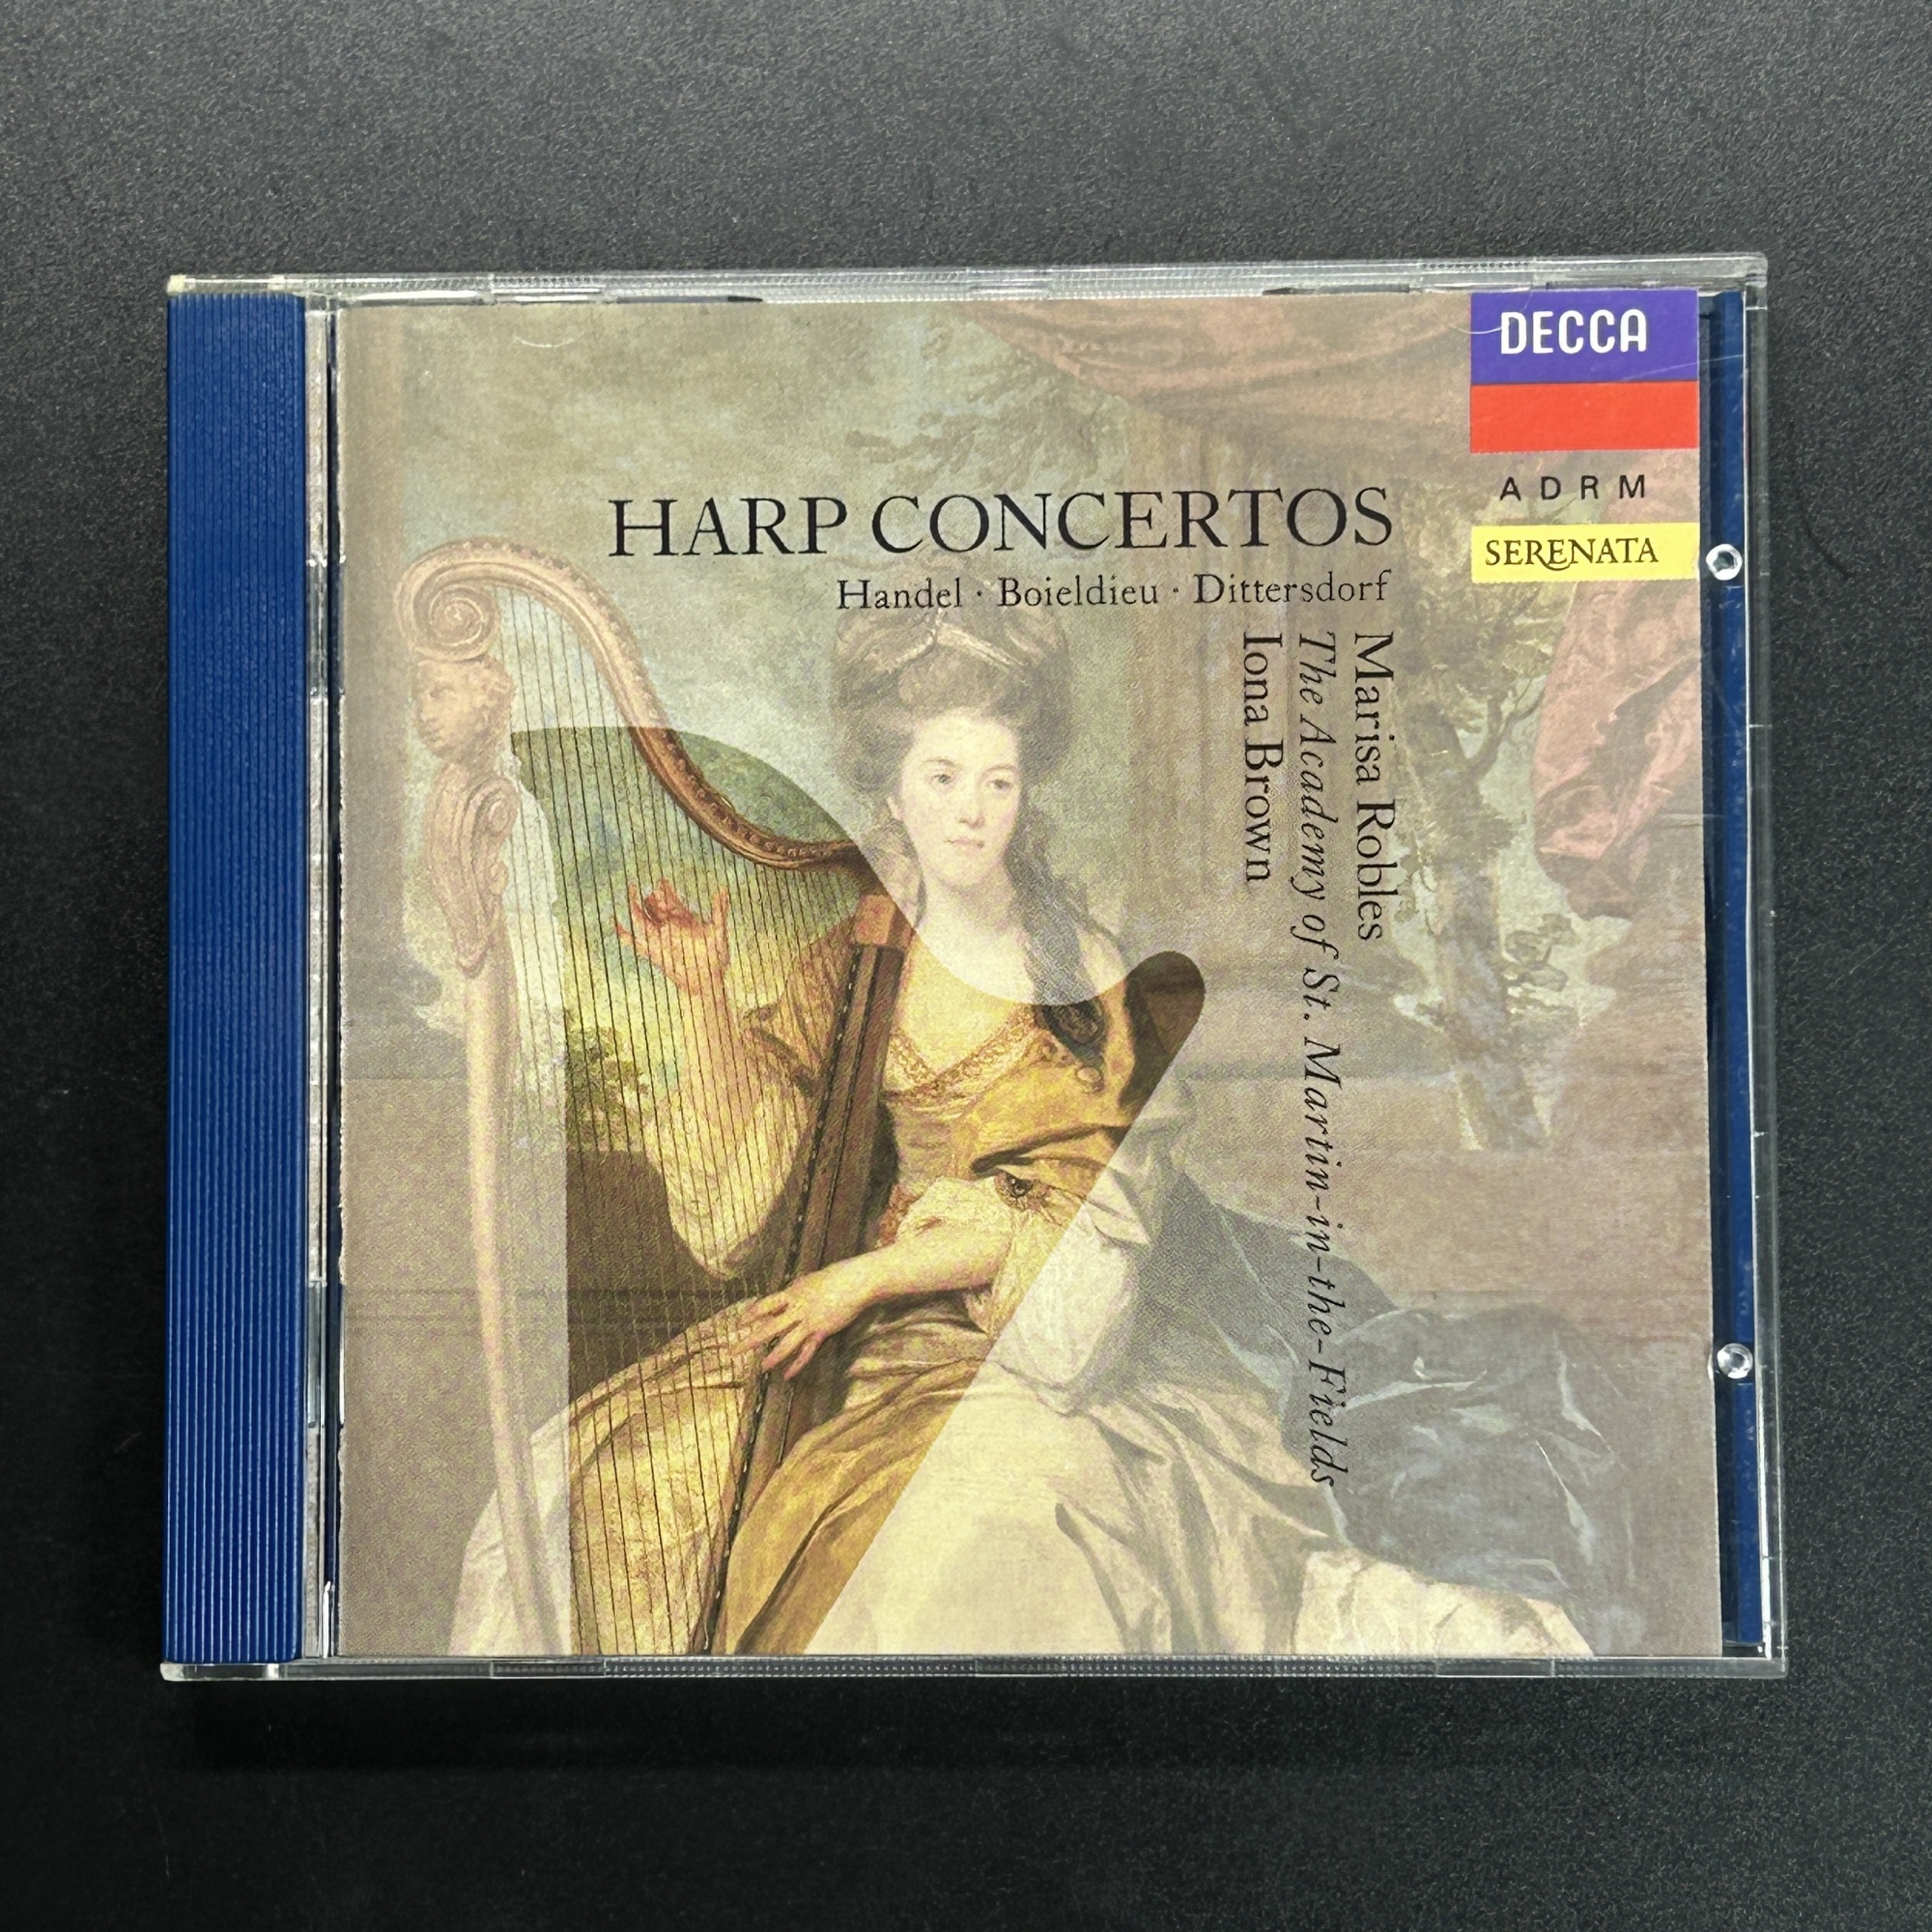 DECCA
A D R M
SERENATA
HARP CONCERTOS
Handel · Boieldieu · Dittersdorf
Marisa Robles
The Academy of St. Martin-in-the-Fields
Iona Brown